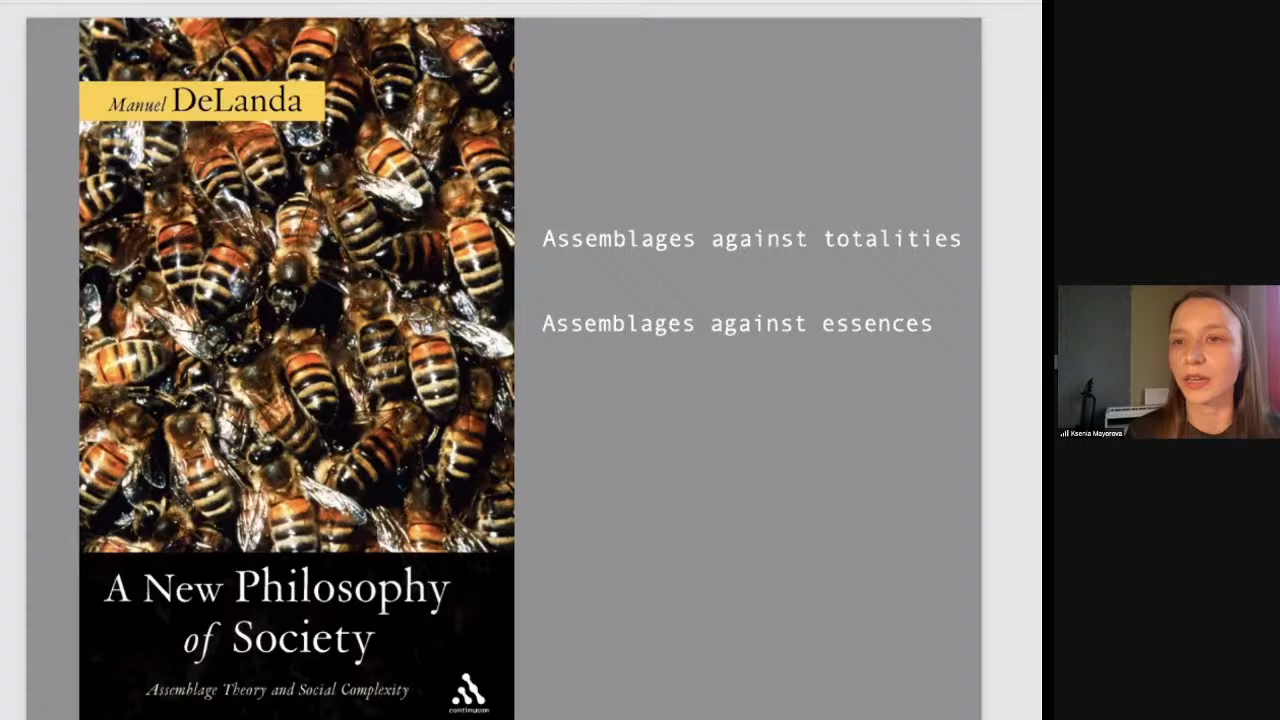 Manuel DeLanda
Assemblages against totalities
Assemblages against essences
A New Philosophy
of Society
Assemblage Theory and Social Complexity
continuum
Ksenia Mayorova